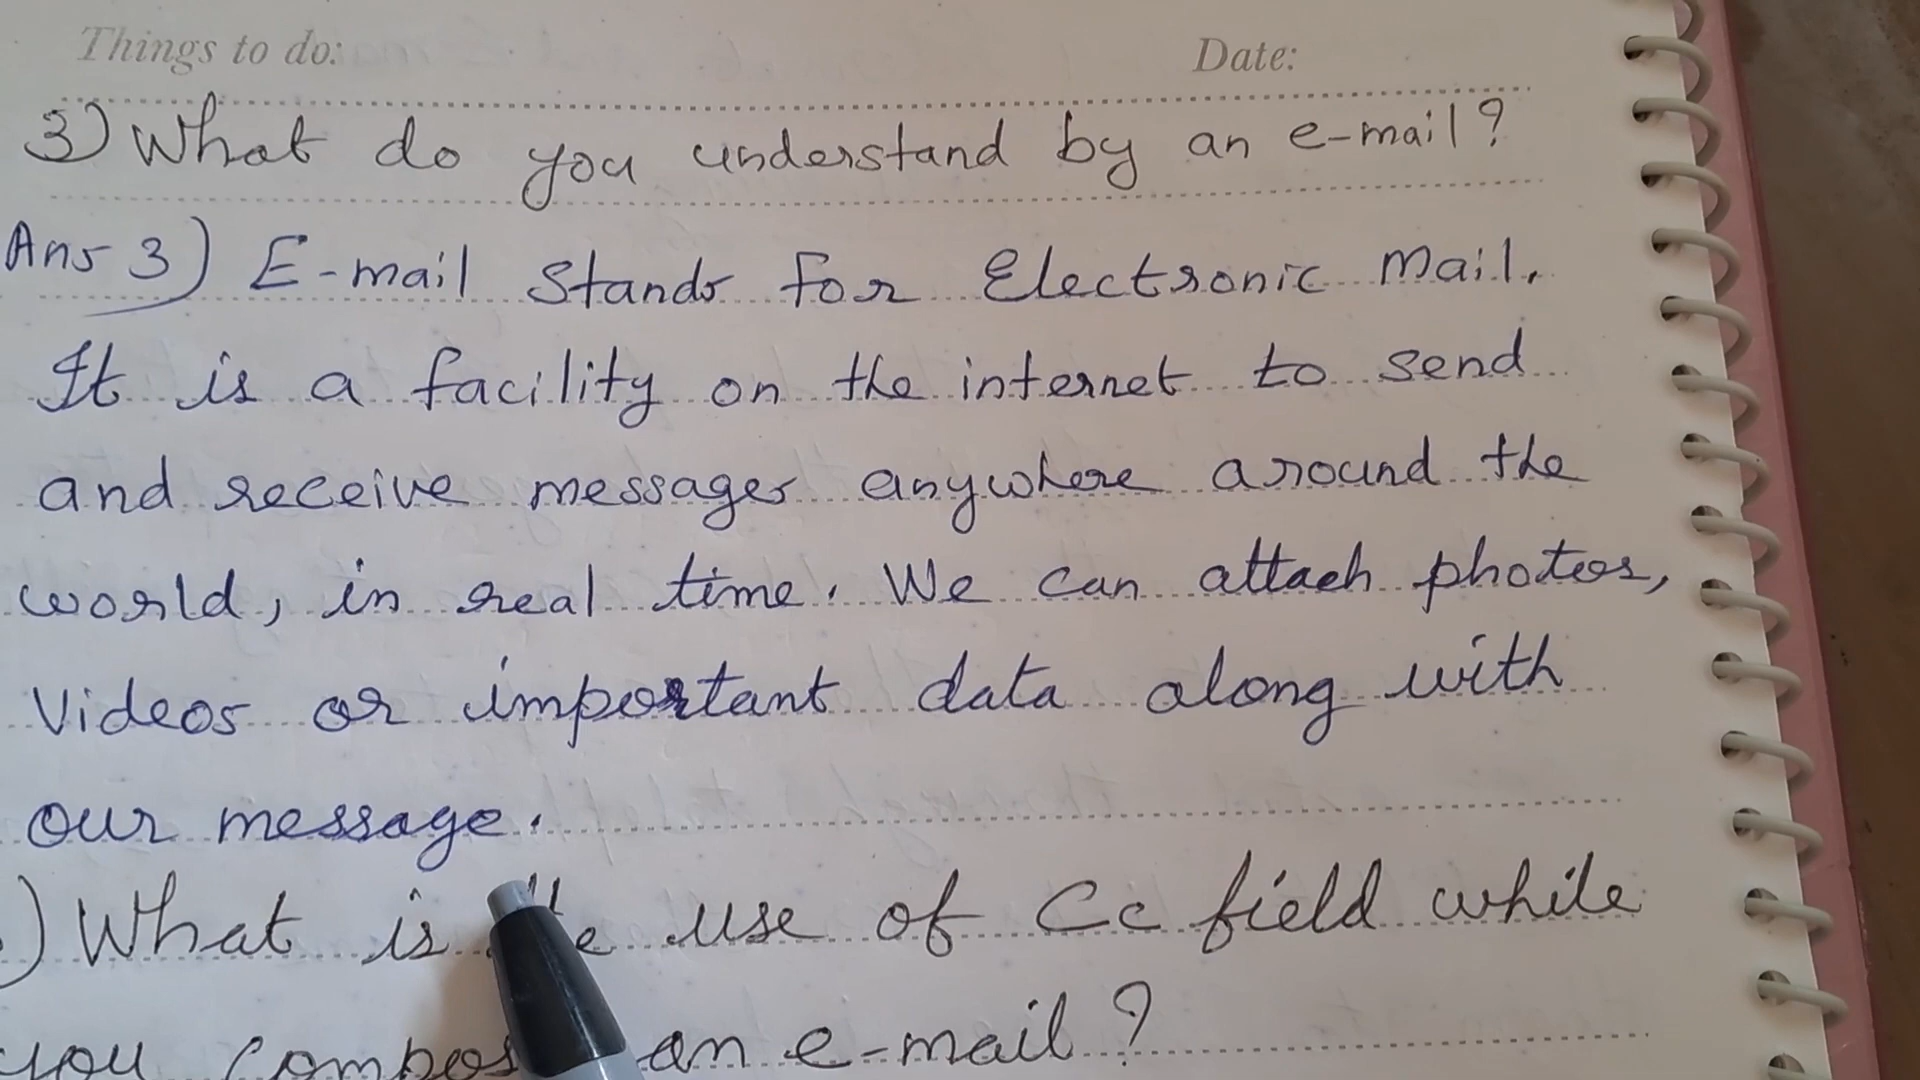 Things to do: Date:
3) What do you understand by an e-mail?
Ans 3) E-mail stands for Electronic Mail.
It is a facility on the internet to send
and receive messages anywhere around the
world, in real time. We can attach photos,
Videos or important data along with
our message.
) What is the use of Cc field while
you an e-mail?